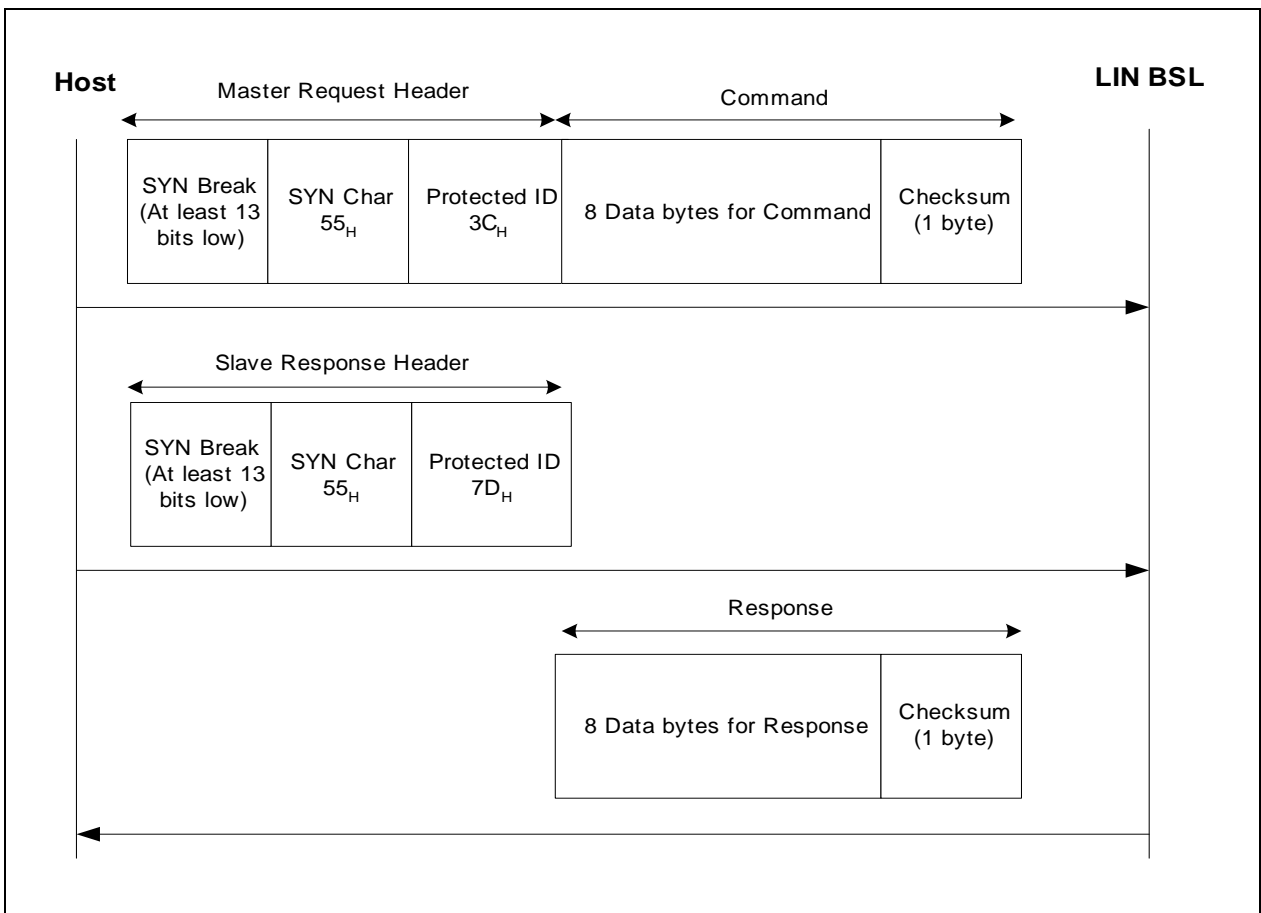 Host
LIN BSL
Master Request Header
Command
SYN Break
(At least 13
bits low)
SYN Char
55H
Protected ID
3CH
8 Data bytes for Command
Checksum
(1 byte)
Slave Response Header
SYN Break
(At least 13
bits low)
SYN Char
55H
Protected ID
7DH
Response
8 Data bytes for Response
Checksum
(1 byte)